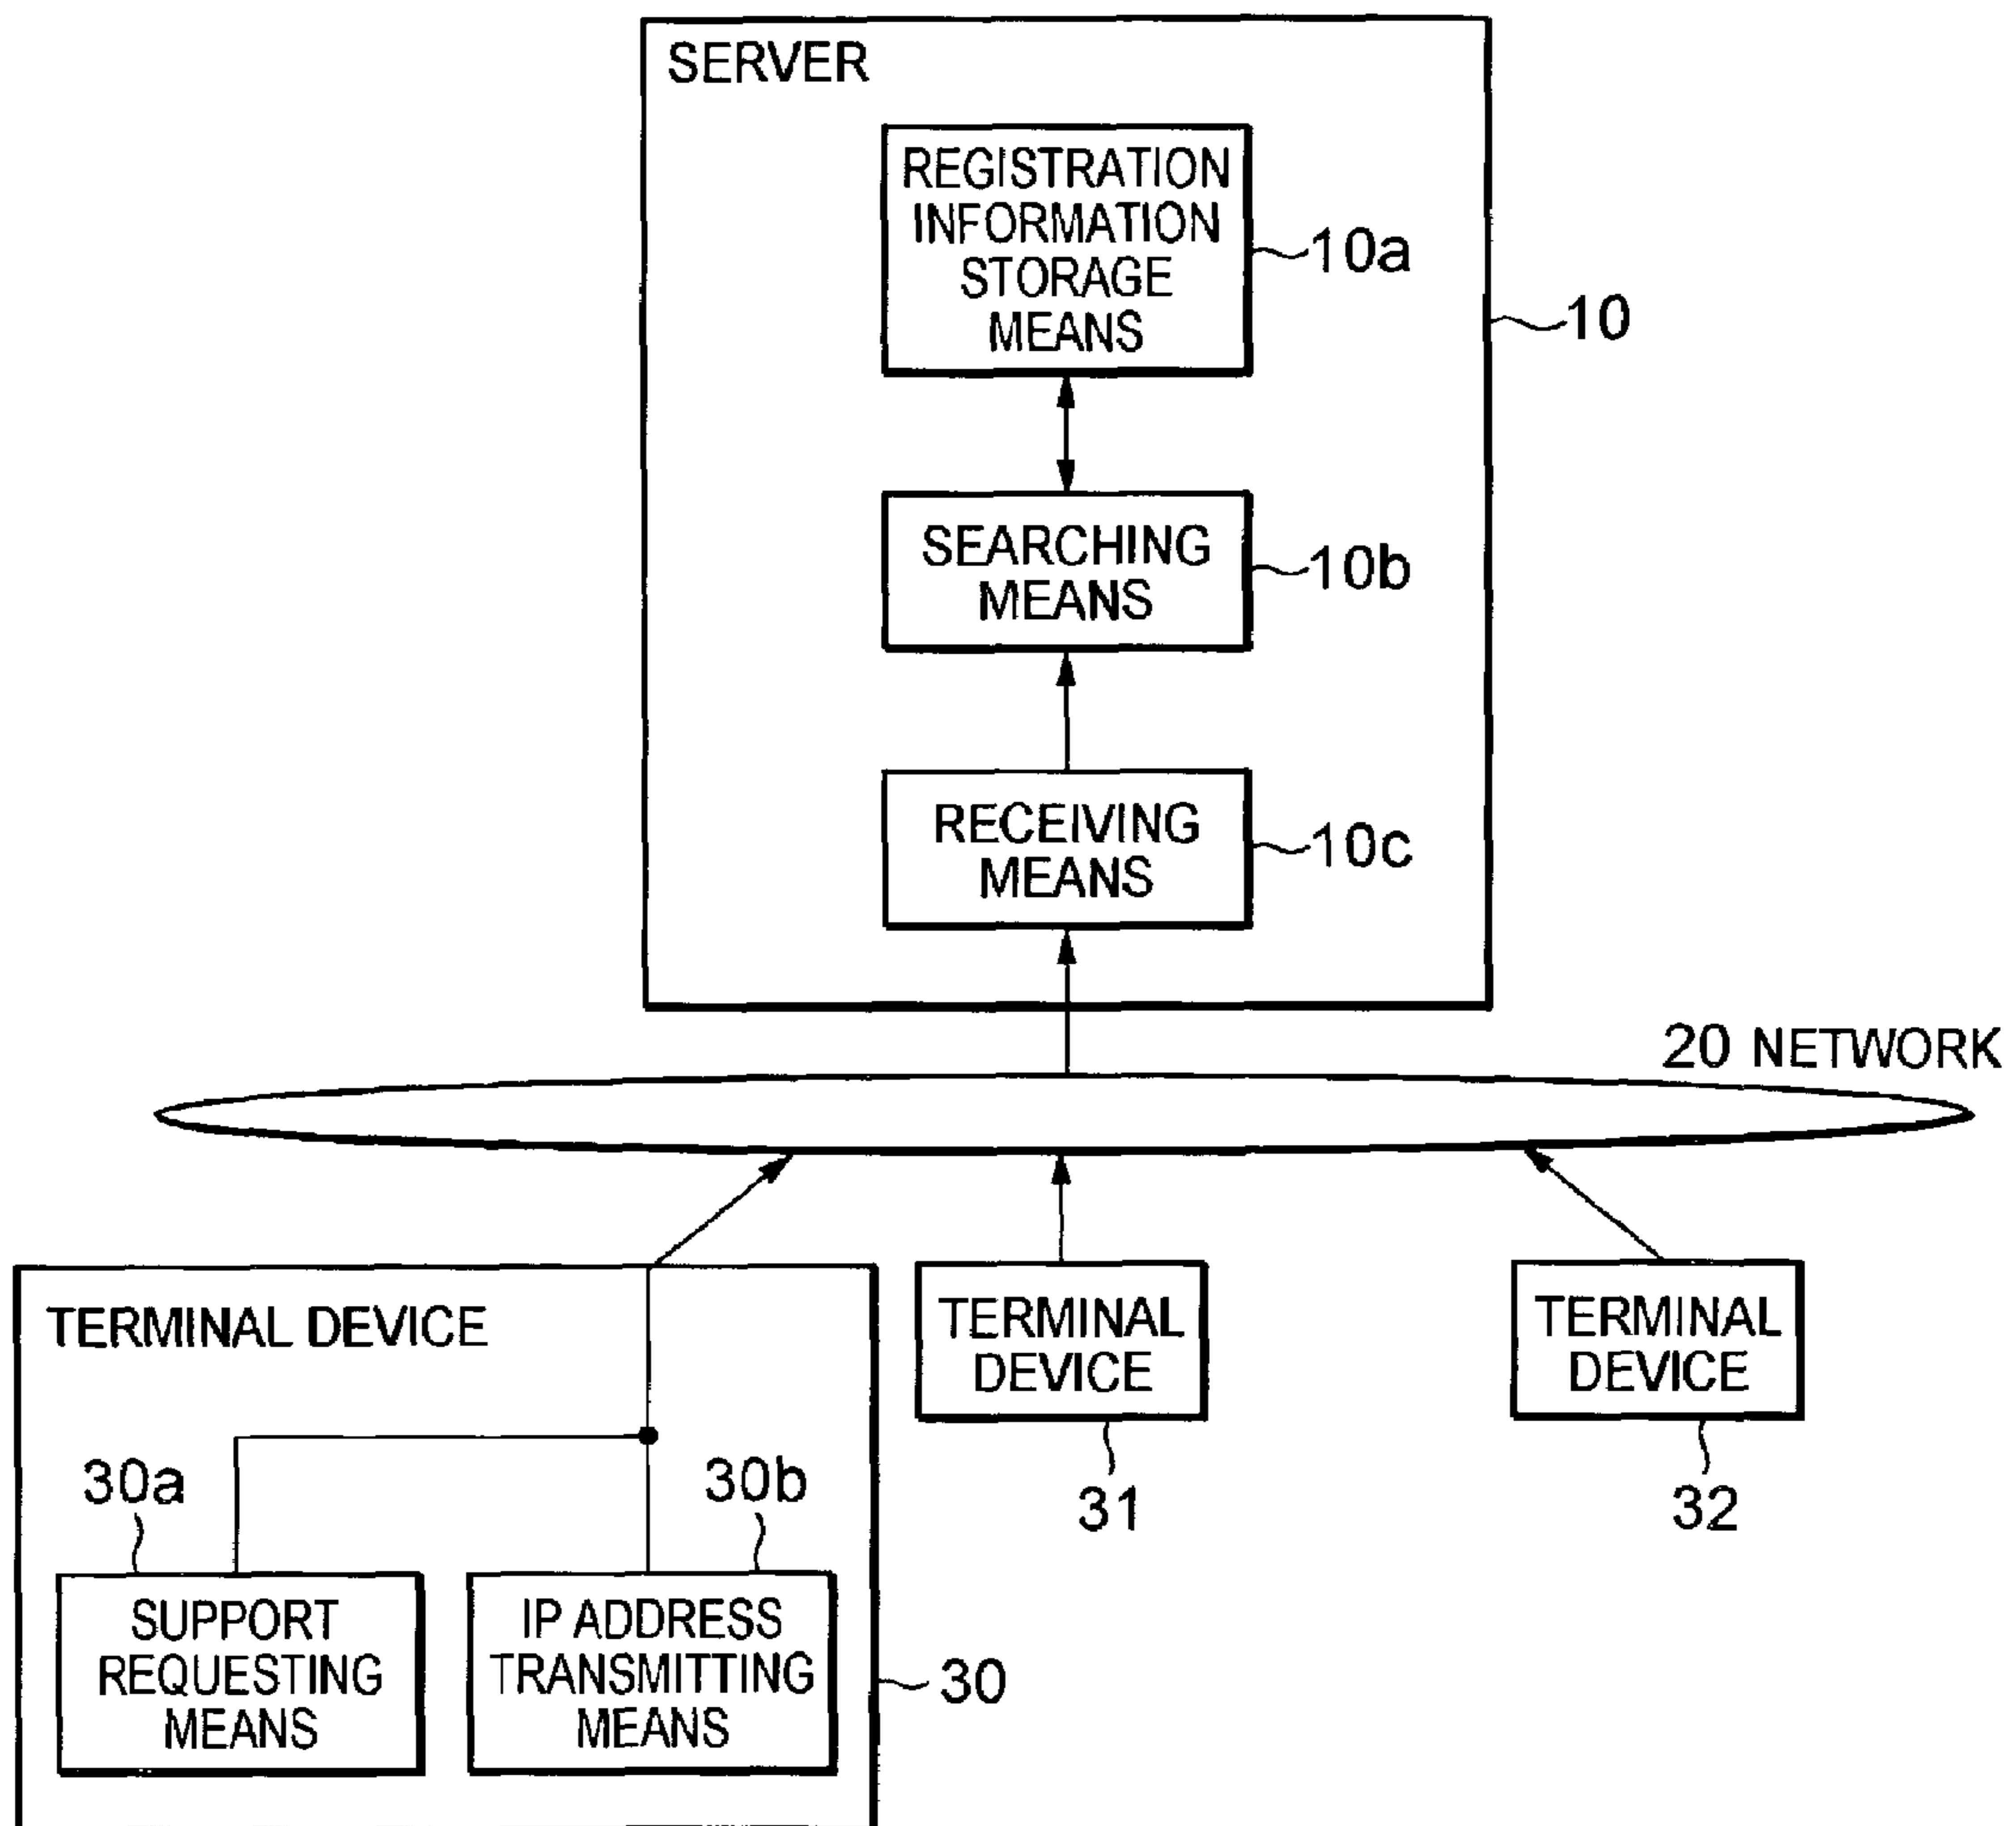 SERVER
REGISTRATION
INFORMATION
STORAGE
MEANS
10a
10
SEARCHING
MEANS
10b
RECEIVING
MEANS
10c
20 NETWORK
TERMINAL DEVICE
TERMINAL
DEVICE
31
TERMINAL
DEVICE
32
30a
30b
SUPPORT
REQUESTING
MEANS
IP ADDRESS
TRANSMITTING
MEANS
30